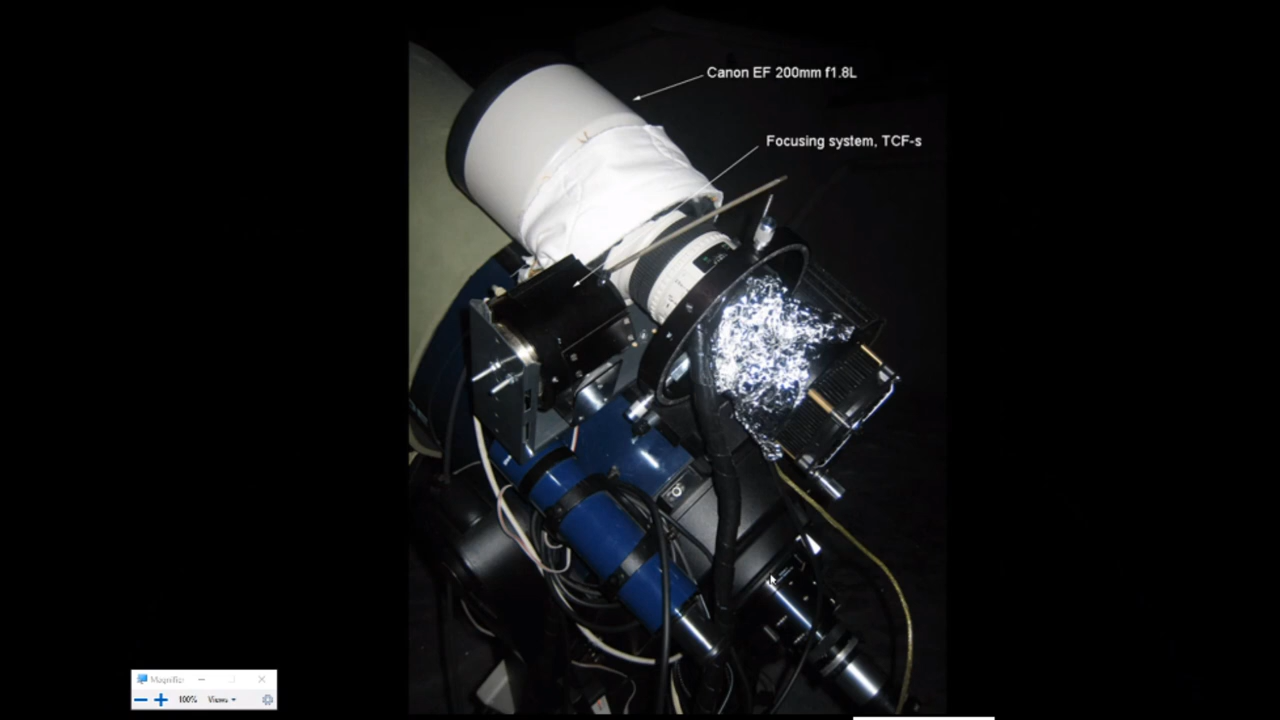 Canon EF 200mm f1.8L
Focusing system, TCF-s
Magnifier
100% Views